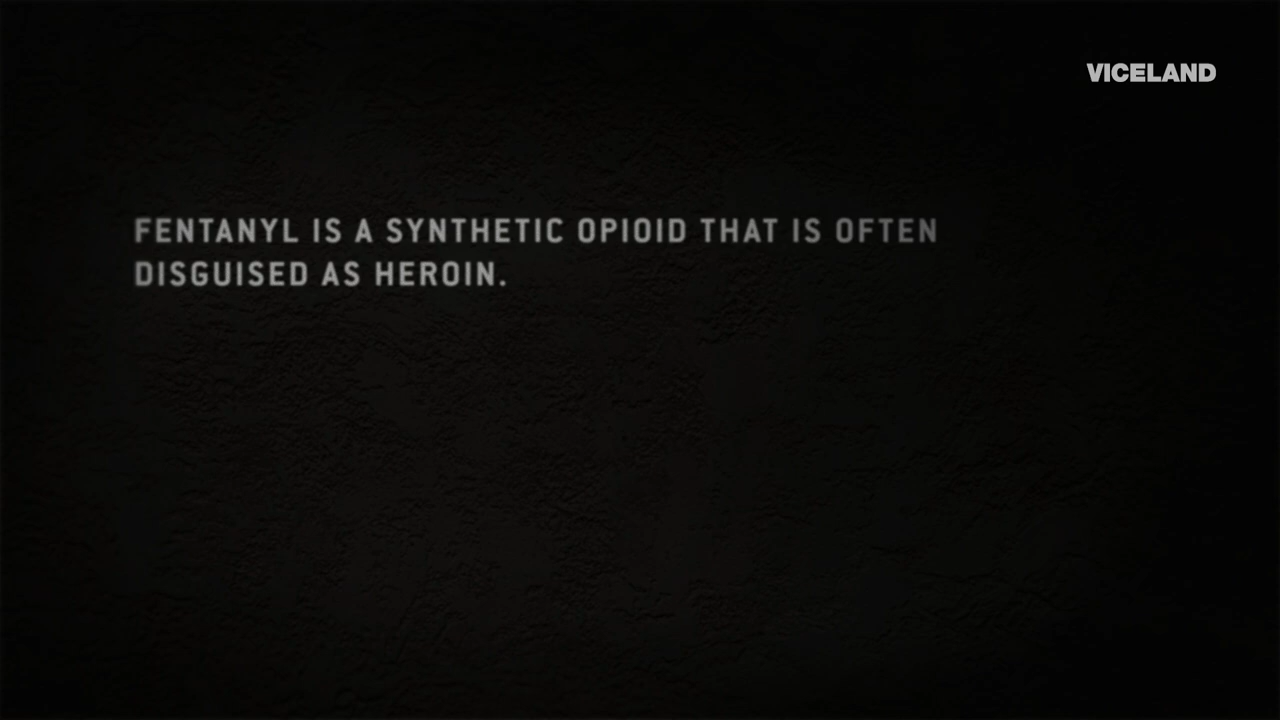 VICELAND
FENTANYL IS A SYNTHETIC OPIOID THAT IS OFTEN
DISGUISED AS HEROIN.